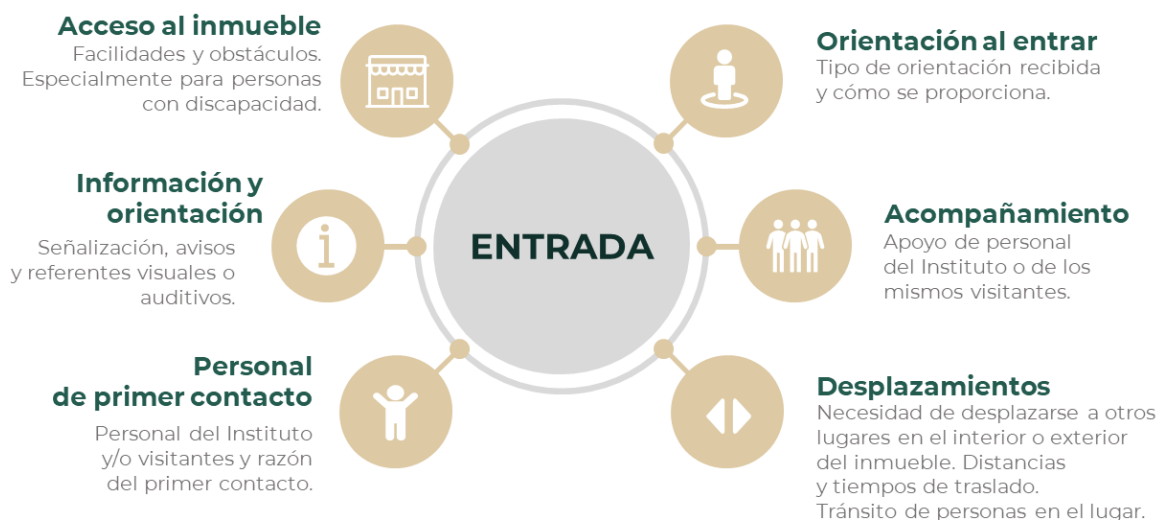 Acceso al inmueble
Facilidades y obstáculos.
Especialmente para personas
con discapacidad.
Información y
orientación
Señalización, avisos
y referentes visuales o
auditivos.
Personal
de primer contacto
Personal del Instituto
y/o visitantes y razón
del primer contacto.
ENTRADA
Orientación al entrar
Tipo de orientación recibida
y cómo se proporciona.
Acompañamiento
Apoyo de personal
del Instituto o de los
mismos visitantes.
Desplazamientos
Necesidad de desplazarse a otros
lugares en el interior o exterior
del inmueble. Distancias
y tiempos de traslado.
Tránsito de personas en el lugar.